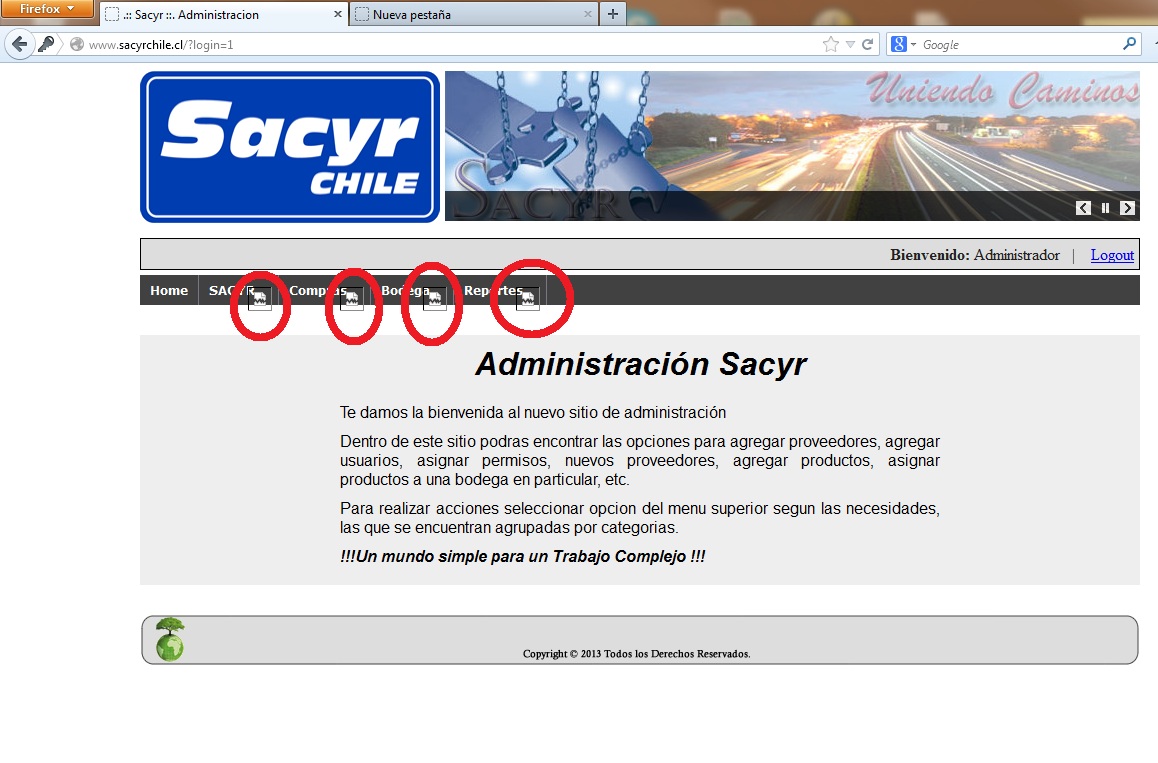 Firefox
.:: Sacyr ::. Administracion
Nueva pestaña
www.sacyrchile.cl/?login=1
Google
Sacyr
CHILE
Uniendo Caminos
SACYR
Bienvenido: Administrador | Logout
Home
SACYR
Compras
Bodega
Reportes
Administración Sacyr
Te damos la bienvenida al nuevo sitio de administración
Dentro de este sitio podras encontrar las opciones para agregar proveedores, agregar
usuarios, asignar permisos, nuevos proveedores, agregar productos, asignar
productos a una bodega en particular, etc.
Para realizar acciones seleccionar opcion del menu superior segun las necesidades,
las que se encuentran agrupadas por categorias.
!!!Un mundo simple para un Trabajo Complejo !!!
Copyright © 2013 Todos los Derechos Reservados.